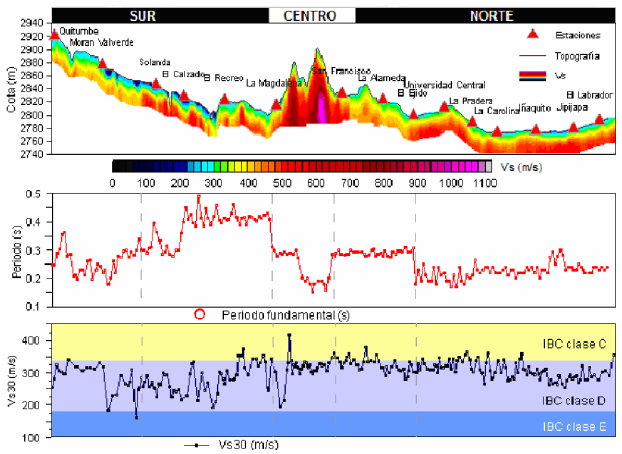 SUR
CENTRO
NORTE
2940
2920
2900
2880
2860
2840
2820
2800
2780
2760
2740
Cota (m)
Quitumbe
Moran Valverde
Solanda
El Calzado
El Recreo
La Magdalena
San Francisco
La Alameda
El Ejido
Universidad Central
La Pradera
La Carolina
Iñaquito
Jipijapa
El Labrador
Estaciones
Topografia
Vs
0 100 200 300 400 500 600 700 800 900 1000 1100
Vs (m/s)
0.5
0.4
0.3
0.2
0.1
Periodo (s)
Periodo fundamental (s)
400
300
200
100
Vs30 (m/s)
IBC clase C
IBC clase D
IBC clase E
Vs30 (m/s)